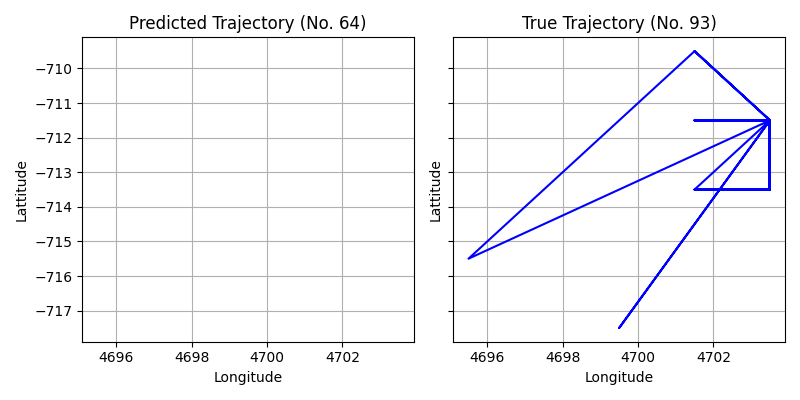 Predicted Trajectory (No. 64)
True Trajectory (No. 93)
Lattitude
−710
−711
−712
−713
−714
−715
−716
−717
4696 4698 4700 4702
Longitude
Lattitude
4696 4698 4700 4702
Longitude